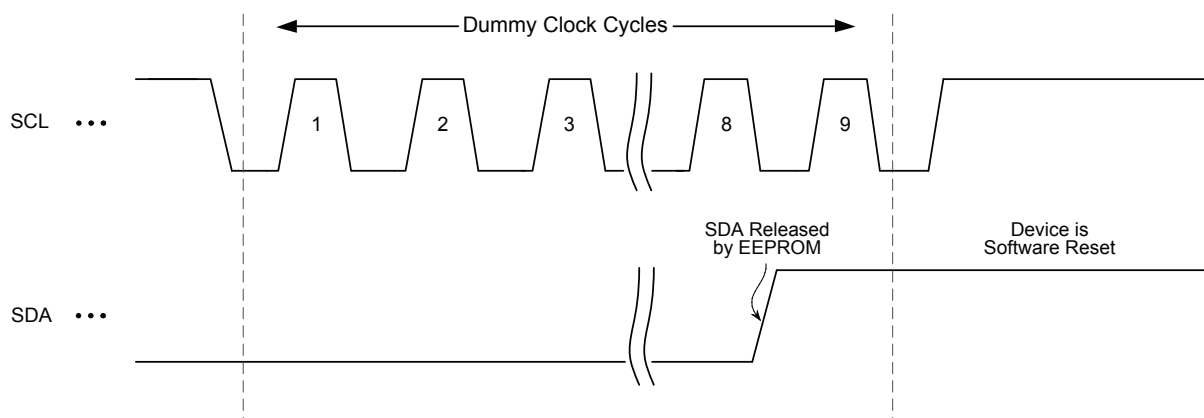 Dummy Clock Cycles
SCL •••
1 2 3 8 9
SDA Released
by EEPROM
Device is
Software Reset
SDA •••